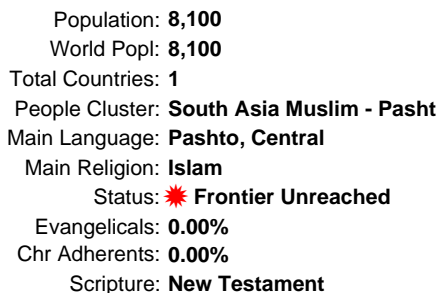 Population: 8,100
World Popl: 8,100
Total Countries: 1
People Cluster: South Asia Muslim - Pasht
Main Language: Pashto, Central
Main Religion: Islam
Status: Frontier Unreached
Evangelicals: 0.00%
Chr Adherents: 0.00%
Scripture: New Testament